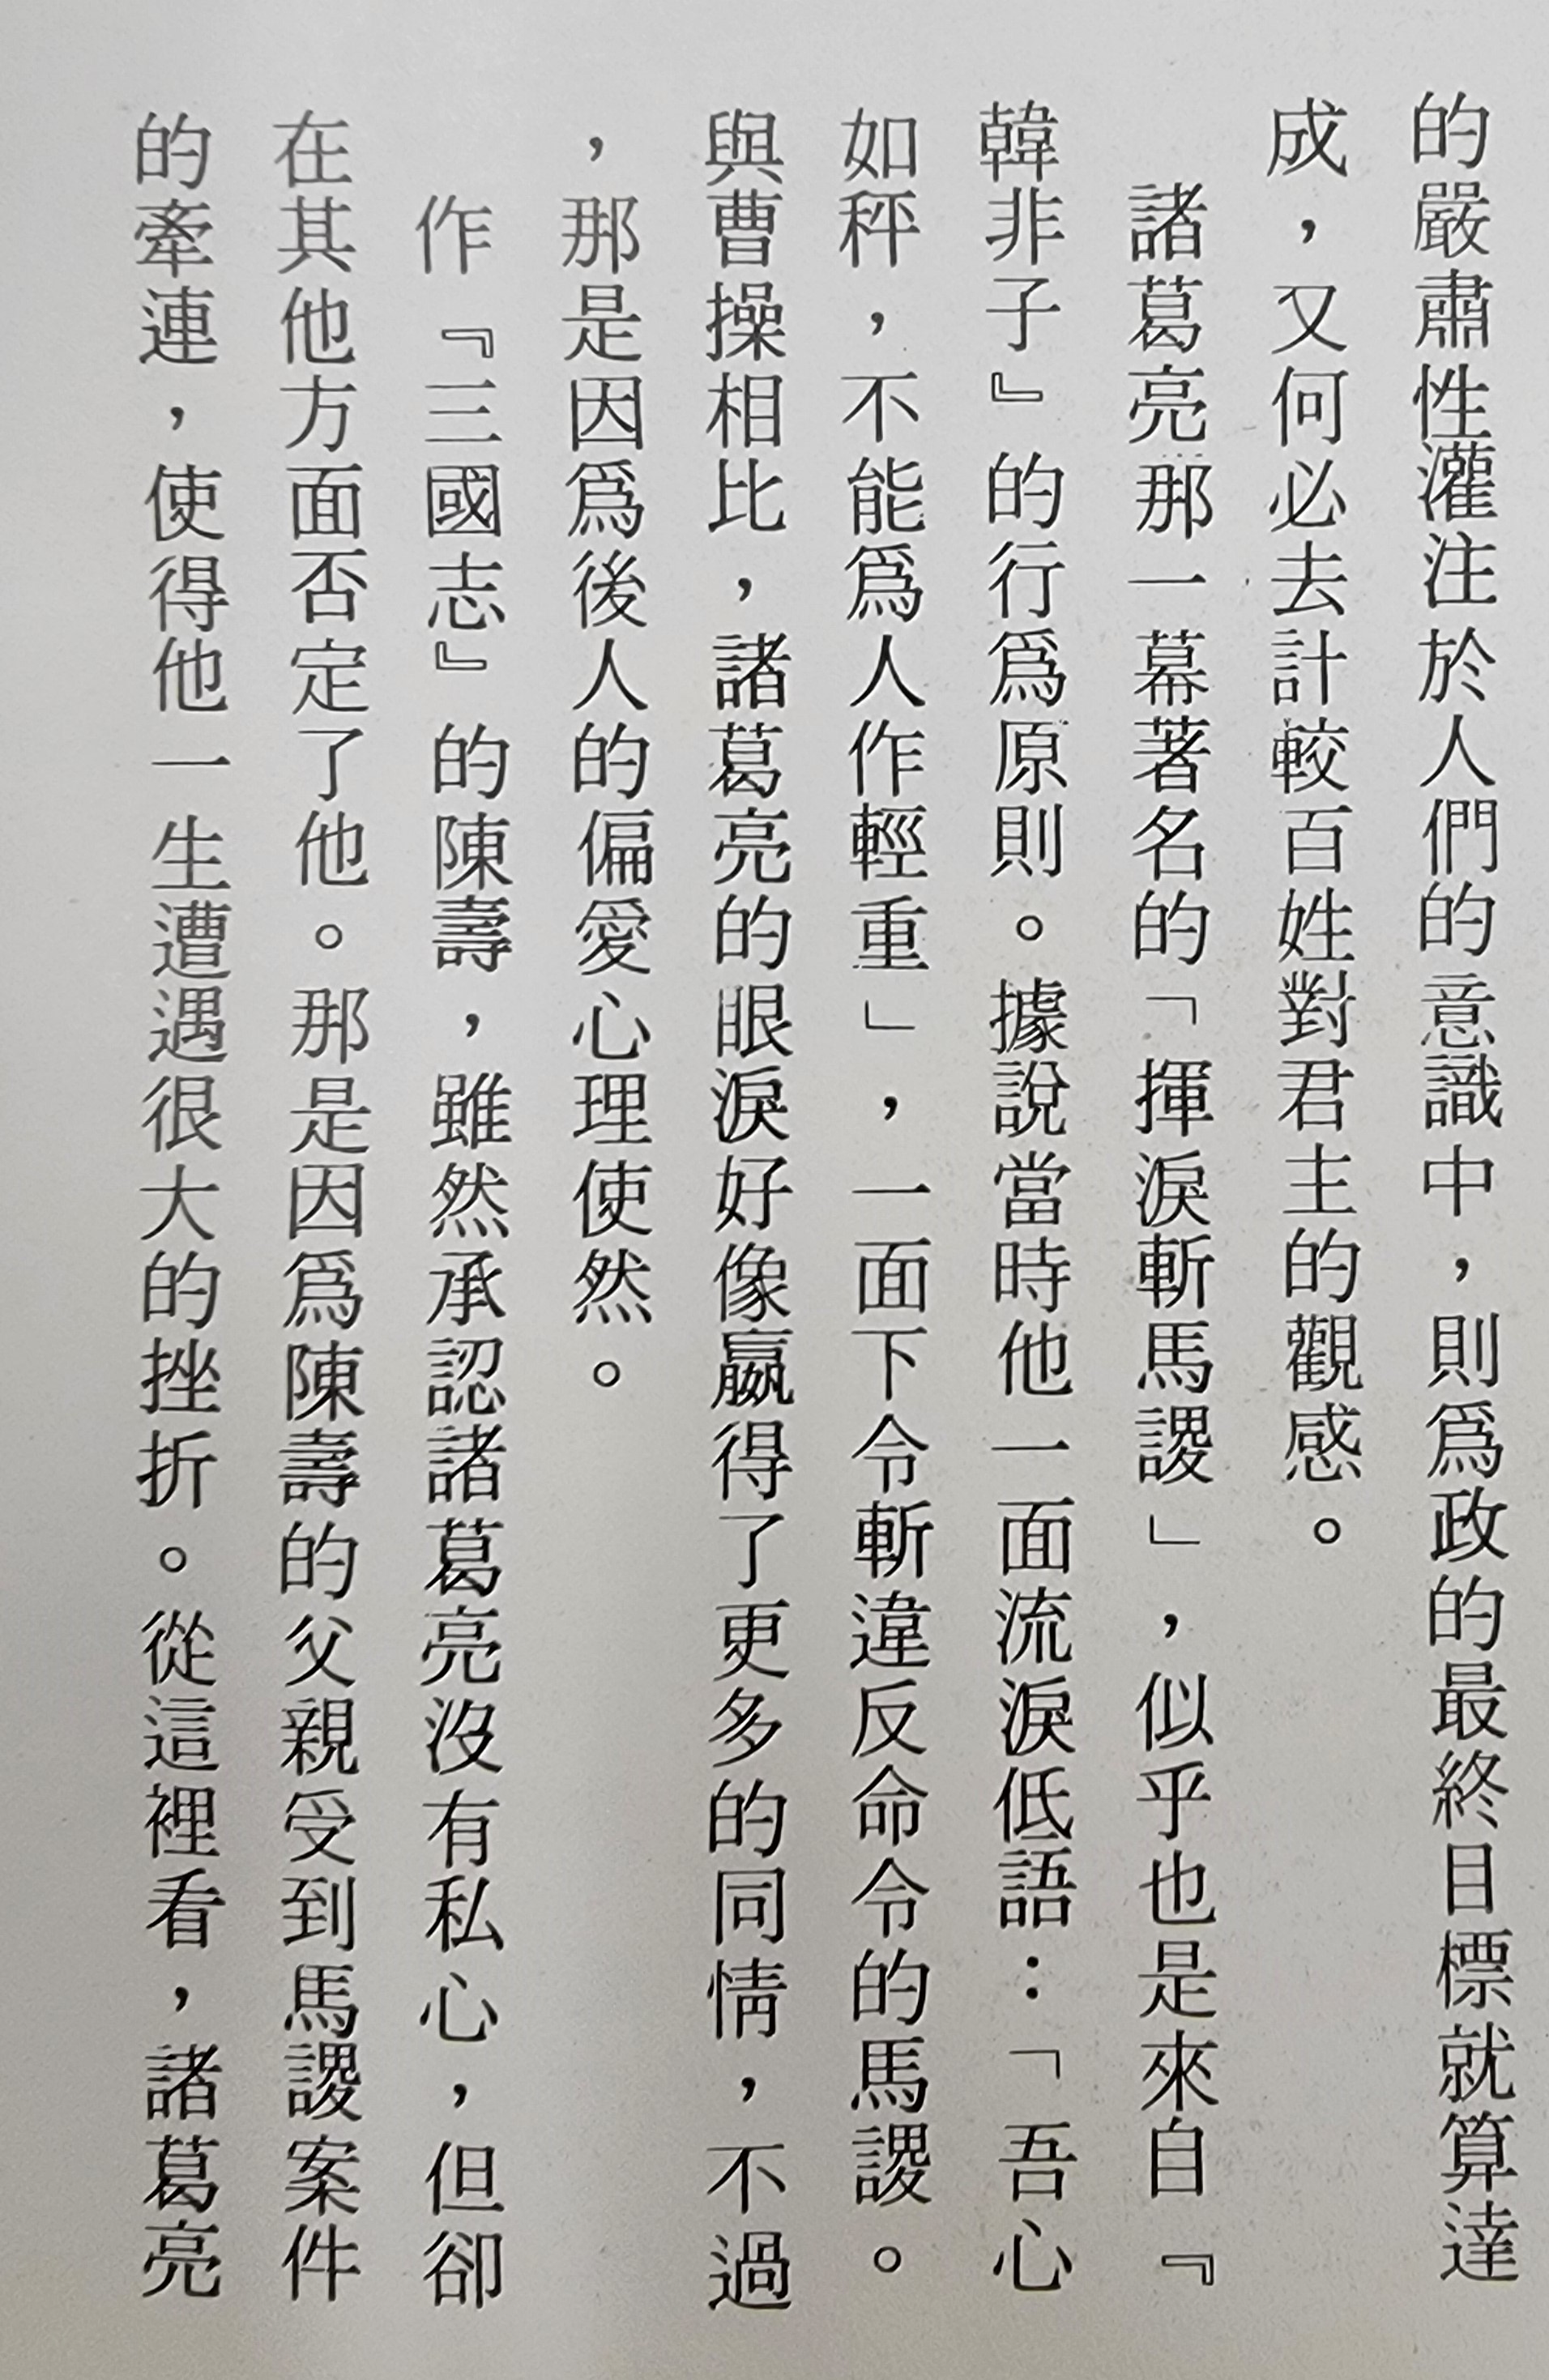 的嚴肅性灌注於人們的意識中，則爲政的最終目標就算達
成，又何必去計較百姓對君主的觀感。
諸葛亮那一幕著名的「揮淚斬馬謖」，似乎也是來自『
韓非子』的行爲原則。據說當時他一面流淚低語：「吾心
如秤，不能爲人作輕重」，一面下令斬違反命令的馬謖。
與曹操相比，諸葛亮的眼淚好像嬴得了更多的同情，不過
，那是因爲後人的偏愛心理使然。
作『三國志』的陳壽，雖然承認諸葛亮沒有私心，但卻
在其他方面否定了他。那是因爲陳壽的父親受到馬謖案件
的牽連，使得他一生遭遇很大的挫折。從這裡看，諸葛亮